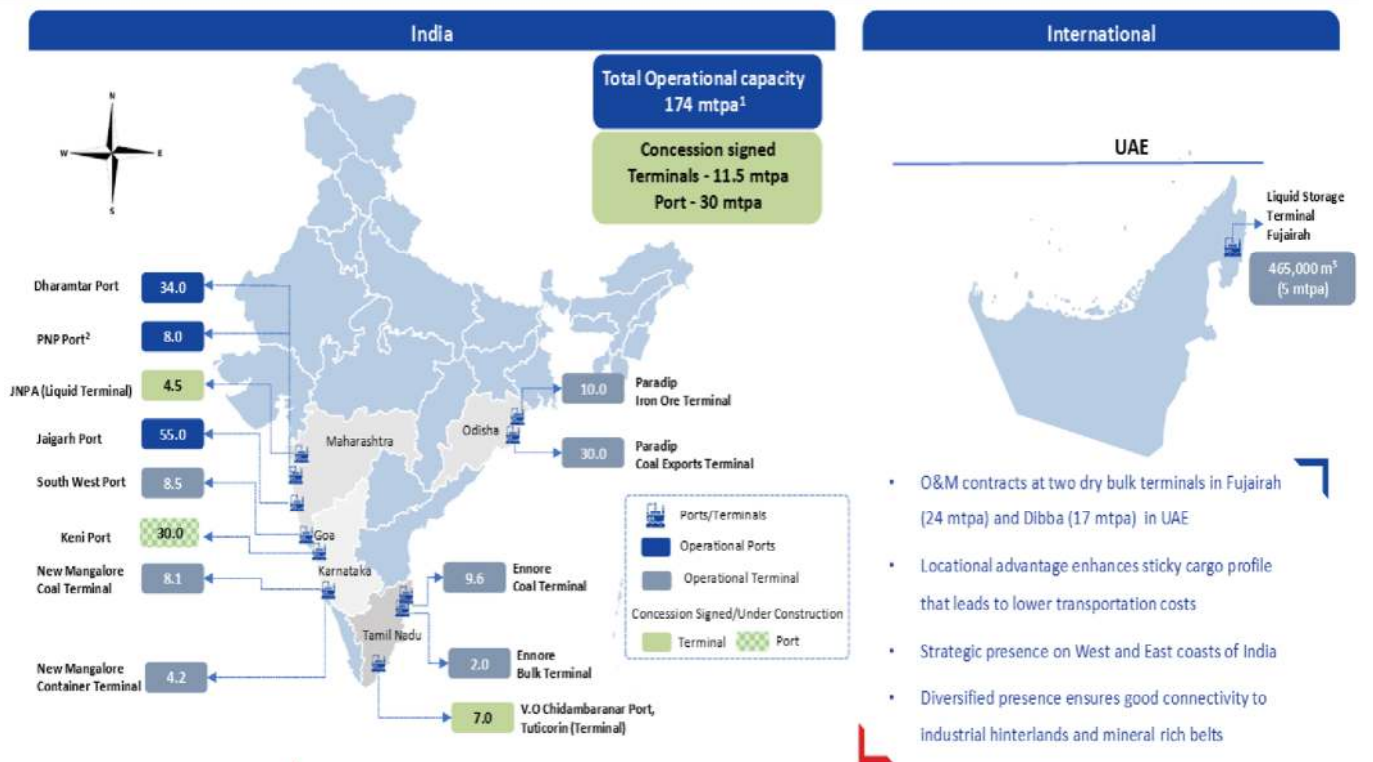 India
Total Operational capacity
174 mtpa¹
Concession signed
Terminals - 11.5 mtpa
Port - 30 mtpa
N
W
E
S
Dharamtar Port
34.0
PNP Port²
8.0
JNPA (Liquid Terminal)
4.5
Jaigarh Port
55.0
South West Port
8.5
Keni Port
30.0
New Mangalore
Coal Terminal
8.1
New Mangalore
Container Terminal
4.2
Maharashtra
Odisha
Goa
Karnataka
Tamil Nadu
10.0
Paradip
Iron Ore Terminal
30.0
Paradip
Coal Exports Terminal
9.6
Ennore
Coal Terminal
2.0
Ennore
Bulk Terminal
7.0
V.O Chidambaranar Port,
Tuticorin (Terminal)
Ports/Terminals
Operational Ports
Operational Terminal
Concession Signed/Under Construction
Terminal
Port
International
UAE
Liquid Storage
Terminal
Fujairah
465,000 m³
(5 mtpa)
• O&M contracts at two dry bulk terminals in Fujairah
(24 mtpa) and Dibba (17 mtpa) in UAE
• Locational advantage enhances sticky cargo profile
that leads to lower transportation costs
• Strategic presence on West and East coasts of India
• Diversified presence ensures good connectivity to
industrial hinterlands and mineral rich belts